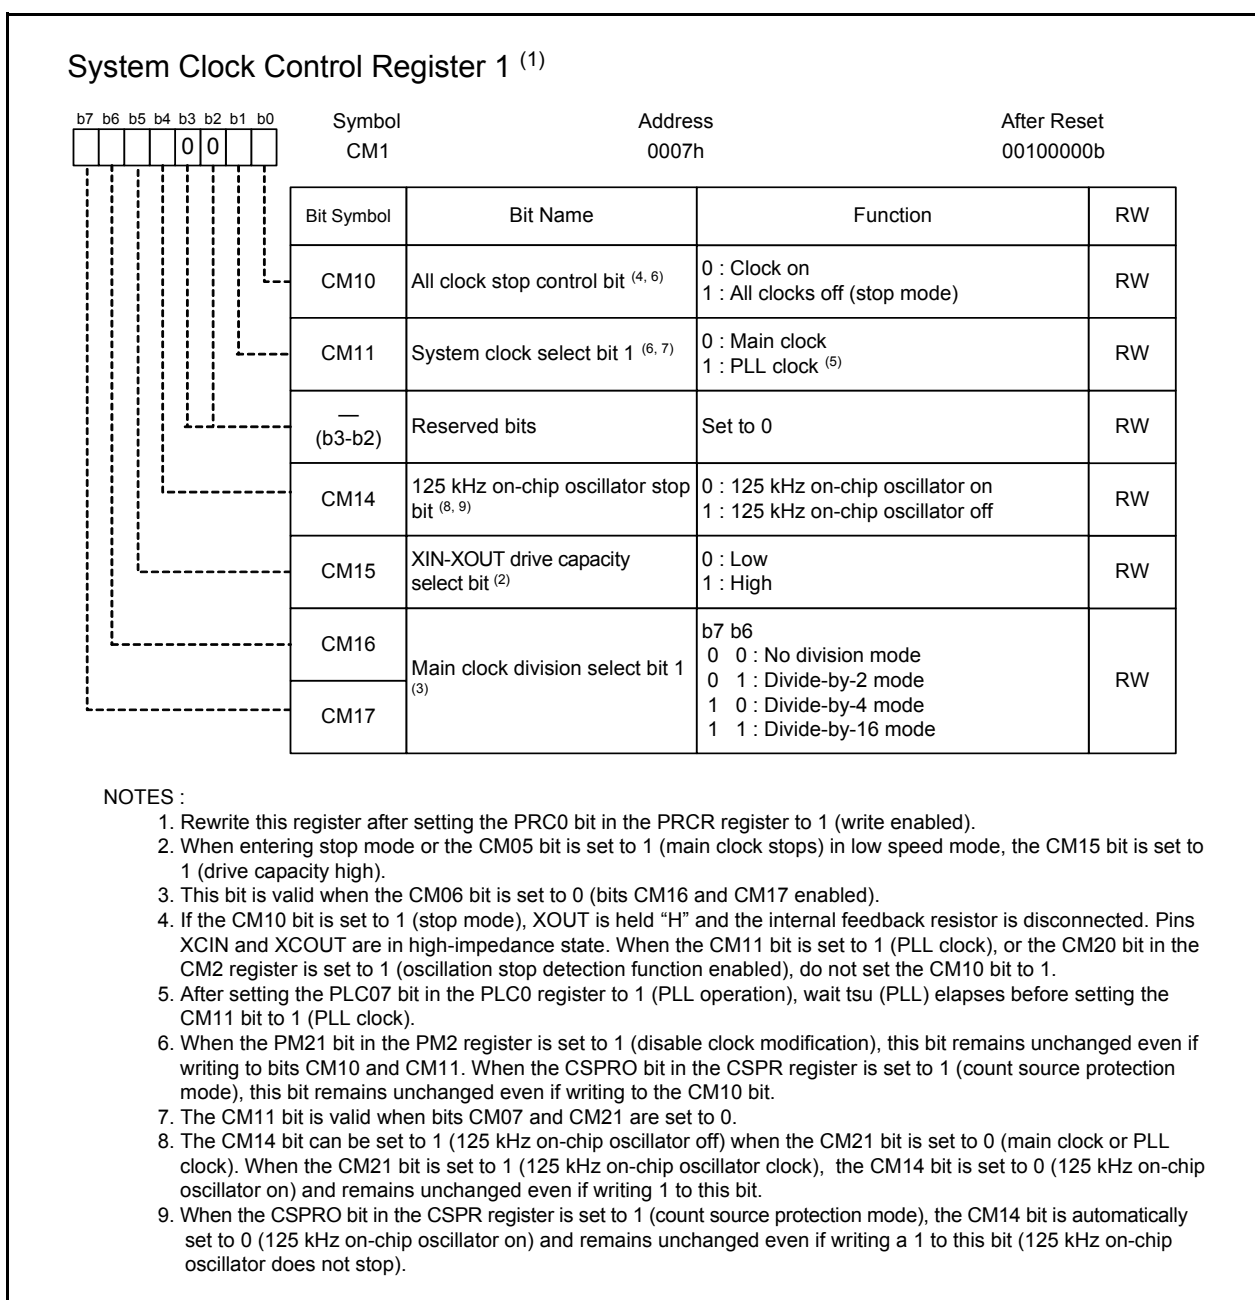 System Clock Control Register 1 (1)
b7 b6 b5 b4 b3 b2 b1 b0 Symbol Address After Reset
0 0 CM1 0007h 00100000b
Bit Symbol Bit Name Function RW
CM10 All clock stop control bit (4, 6) 0 : Clock on RW
1 : All clocks off (stop mode)
CM11 System clock select bit 1 (6, 7) 0 : Main clock RW
1 : PLL clock (5)
— (b3-b2) Reserved bits Set to 0 RW
CM14 125 kHz on-chip oscillator stop 0 : 125 kHz on-chip oscillator on RW
bit (8, 9) 1 : 125 kHz on-chip oscillator off
CM15 XIN-XOUT drive capacity 0 : Low RW
select bit (2) 1 : High
b7 b6
CM16 0 0 : No division mode
Main clock division select bit 1 0 1 : Divide-by-2 mode RW
(3) 1 0 : Divide-by-4 mode
CM17 1 1 : Divide-by-16 mode
NOTES :
1. Rewrite this register after setting the PRC0 bit in the PRCR register to 1 (write enabled).
2. When entering stop mode or the CM05 bit is set to 1 (main clock stops) in low speed mode, the CM15 bit is set to
1 (drive capacity high).
3. This bit is valid when the CM06 bit is set to 0 (bits CM16 and CM17 enabled).
4. If the CM10 bit is set to 1 (stop mode), XOUT is held “H” and the internal feedback resistor is disconnected. Pins
XCIN and XCOUT are in high-impedance state. When the CM11 bit is set to 1 (PLL clock), or the CM20 bit in the
CM2 register is set to 1 (oscillation stop detection function enabled), do not set the CM10 bit to 1.
5. After setting the PLC07 bit in the PLC0 register to 1 (PLL operation), wait tsu (PLL) elapses before setting the
CM11 bit to 1 (PLL clock).
6. When the PM21 bit in the PM2 register is set to 1 (disable clock modification), this bit remains unchanged even if
writing to bits CM10 and CM11. When the CSPRO bit in the CSPR register is set to 1 (count source protection
mode), this bit remains unchanged even if writing to the CM10 bit.
7. The CM11 bit is valid when bits CM07 and CM21 are set to 0.
8. The CM14 bit can be set to 1 (125 kHz on-chip oscillator off) when the CM21 bit is set to 0 (main clock or PLL
clock). When the CM21 bit is set to 1 (125 kHz on-chip oscillator clock), the CM14 bit is set to 0 (125 kHz on-chip
oscillator on) and remains unchanged even if writing 1 to this bit.
9. When the CSPRO bit in the CSPR register is set to 1 (count source protection mode), the CM14 bit is automatically
set to 0 (125 kHz on-chip oscillator on) and remains unchanged even if writing a 1 to this bit (125 kHz on-chip
oscillator does not stop).